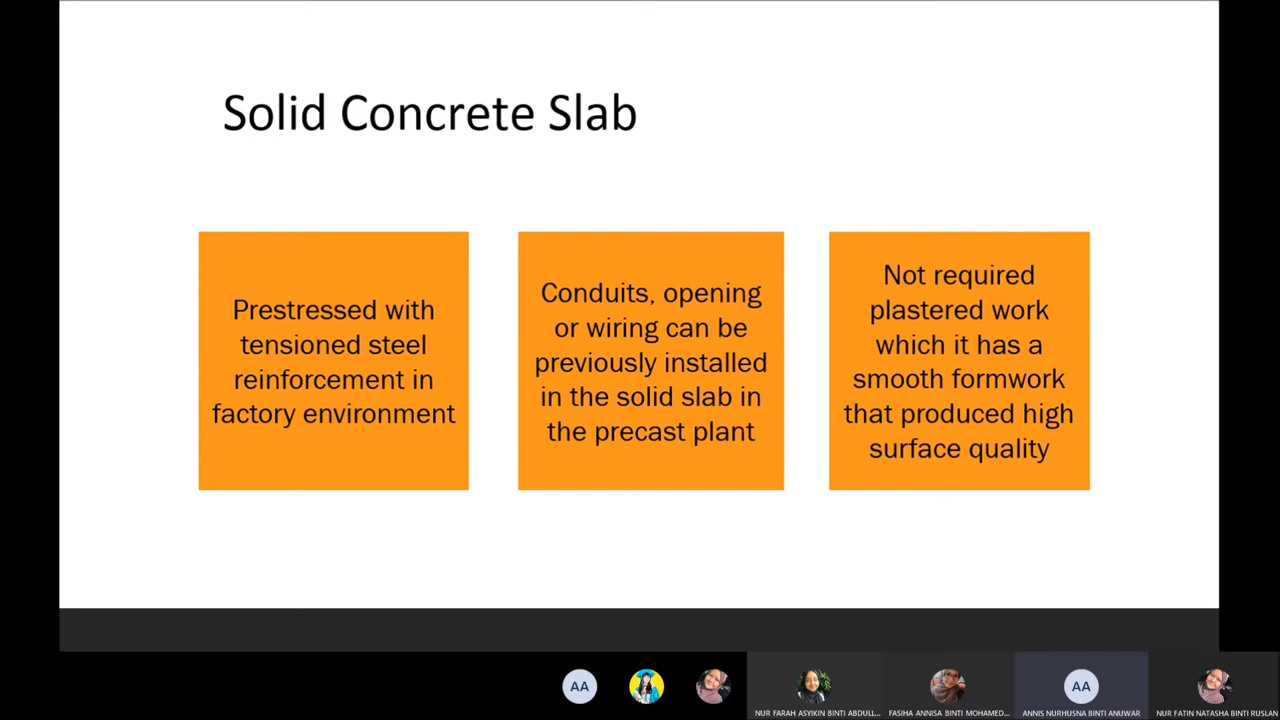 Solid Concrete Slab
Prestressed with
tensioned steel
reinforcement in
factory environment
Conduits, opening
or wiring can be
previously installed
in the solid slab in
the precast plant
Not required
plastered work
which it has a
smooth formwork
that produced high
surface quality
AA
AA
NUR FARAH ASYIKIN BINTI ABDULL...
FASIHA ANNISA BINTI MOHAMED...
ANNIS NURHUSNA BINTI ANUWAR
NUR FATIN NATASHA BINTI RUSLAN